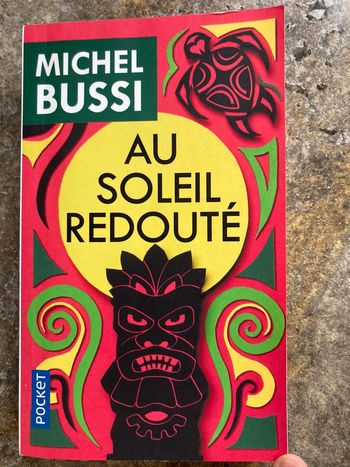 MICHEL
BUSSI
AU
SOLEIL
REDOUTÉ
POCKET